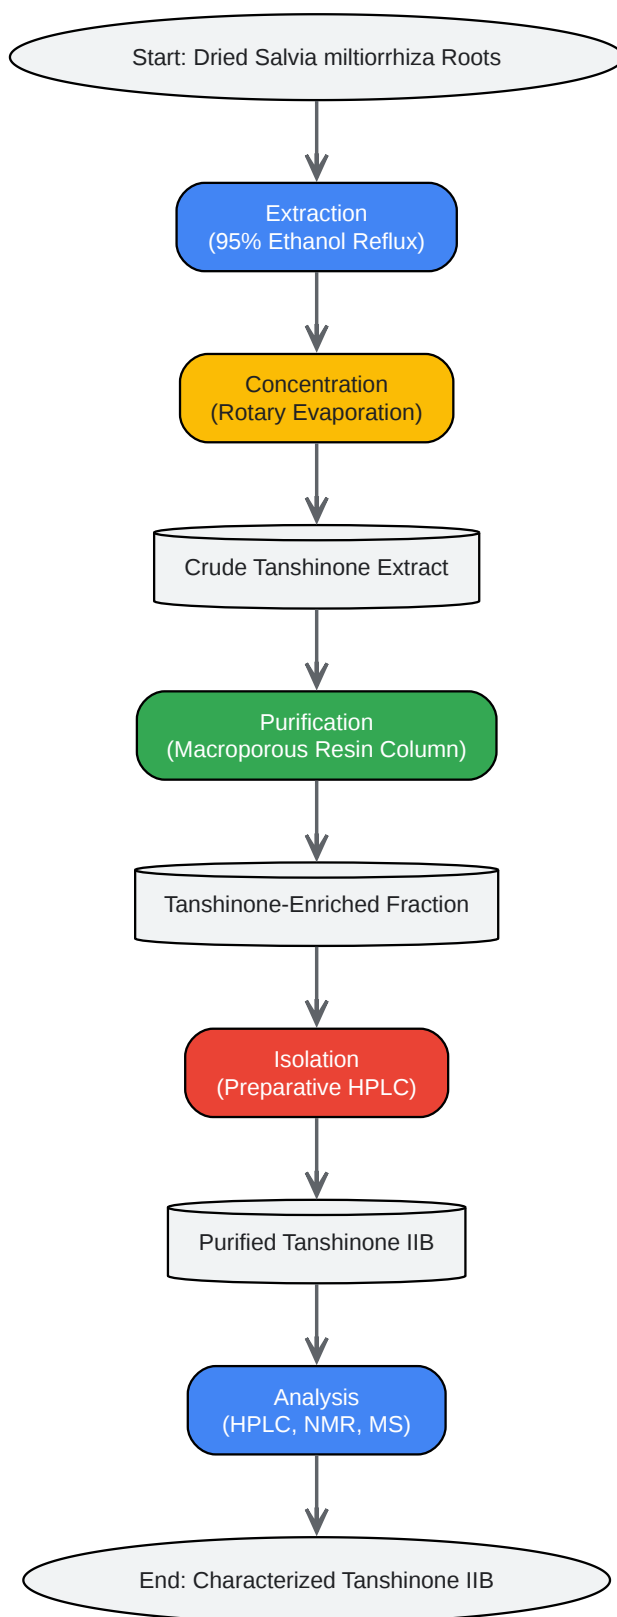 Start: Dried Salvia miltiorrhiza Roots
Extraction
(95% Ethanol Reflux)
Concentration
(Rotary Evaporation)
Crude Tanshinone Extract
Purification
(Macroporous Resin Column)
Tanshinone-Enriched Fraction
Isolation
(Preparative HPLC)
Purified Tanshinone IIB
Analysis
(HPLC, NMR, MS)
End: Characterized Tanshinone IIB